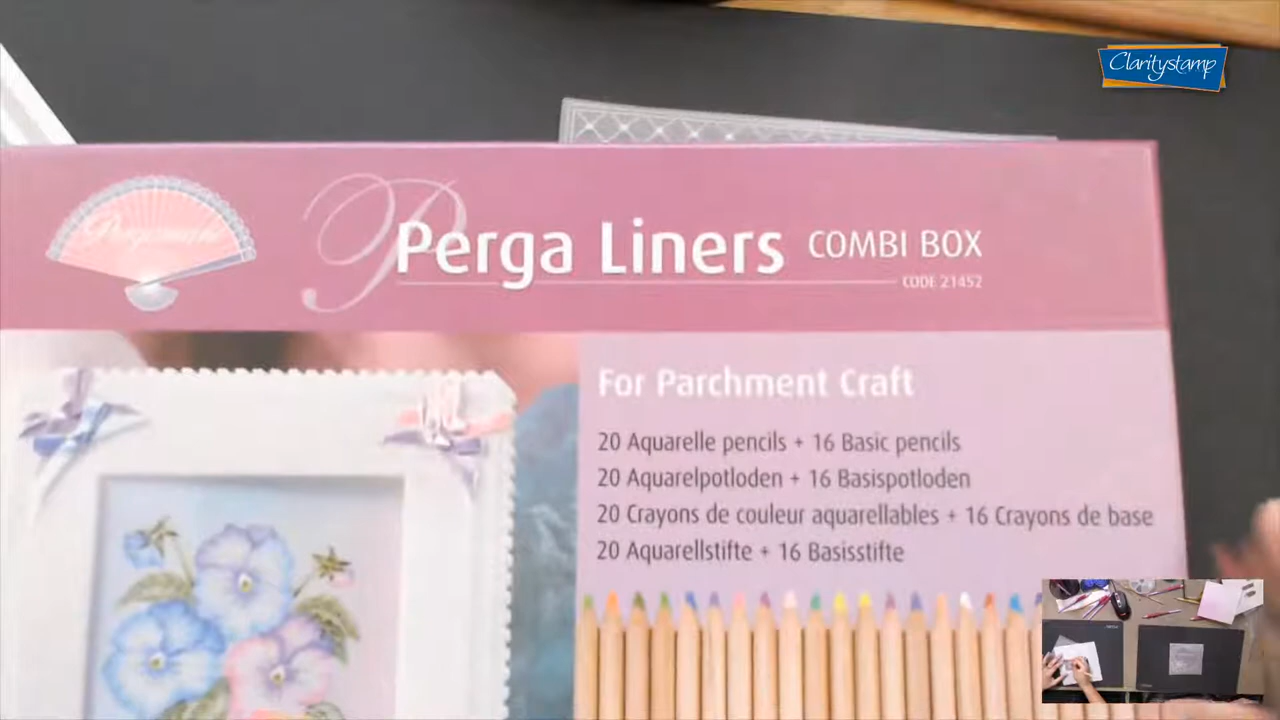 Claritystamp
Pergamano
Perga Liners COMBI BOX
CODE 21452
For Parchment Craft
20 Aquarelle pencils + 16 Basic pencils
20 Aquarelpotloden + 16 Basispotloden
20 Crayons de couleur aquarellables + 16 Crayons de base
20 Aquarellstifte + 16 Basisstifte